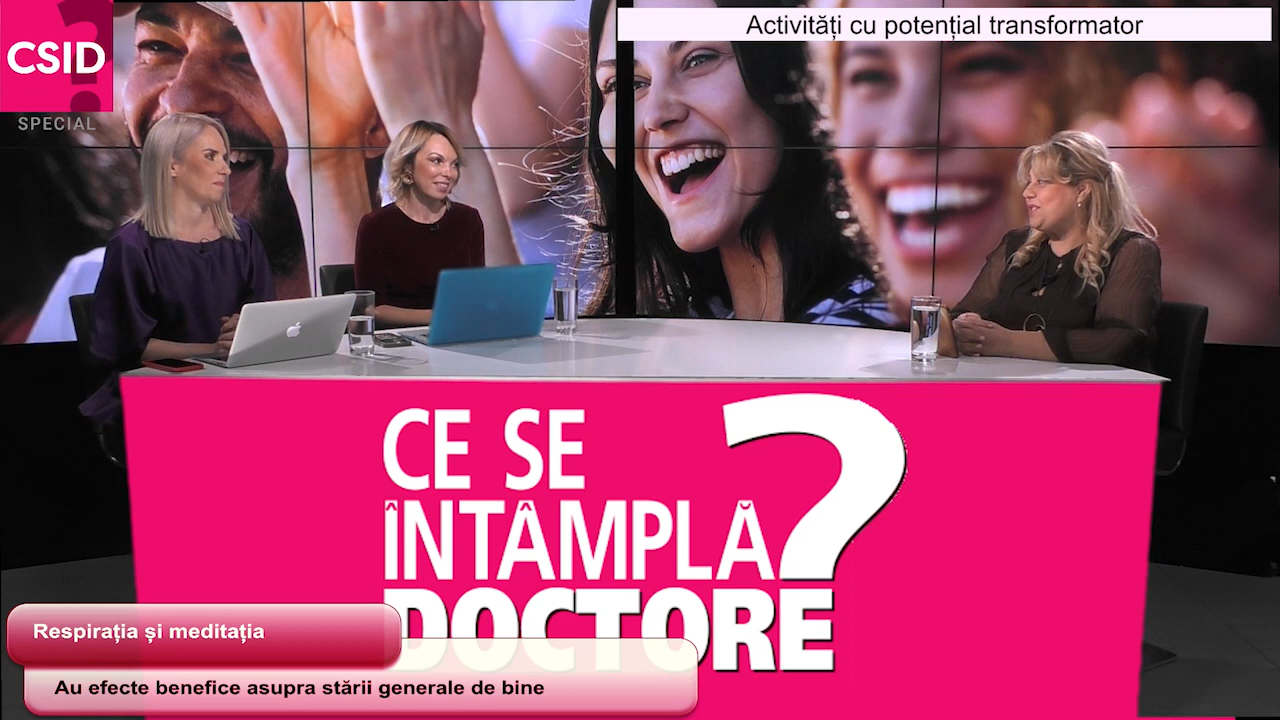 CSID
SPECIAL
Activități cu potențial transformator
CE SE
ÎNTÂMPLĂ
DOCTORE
?
Respirația și meditația
Au efecte benefice asupra stării generale de bine